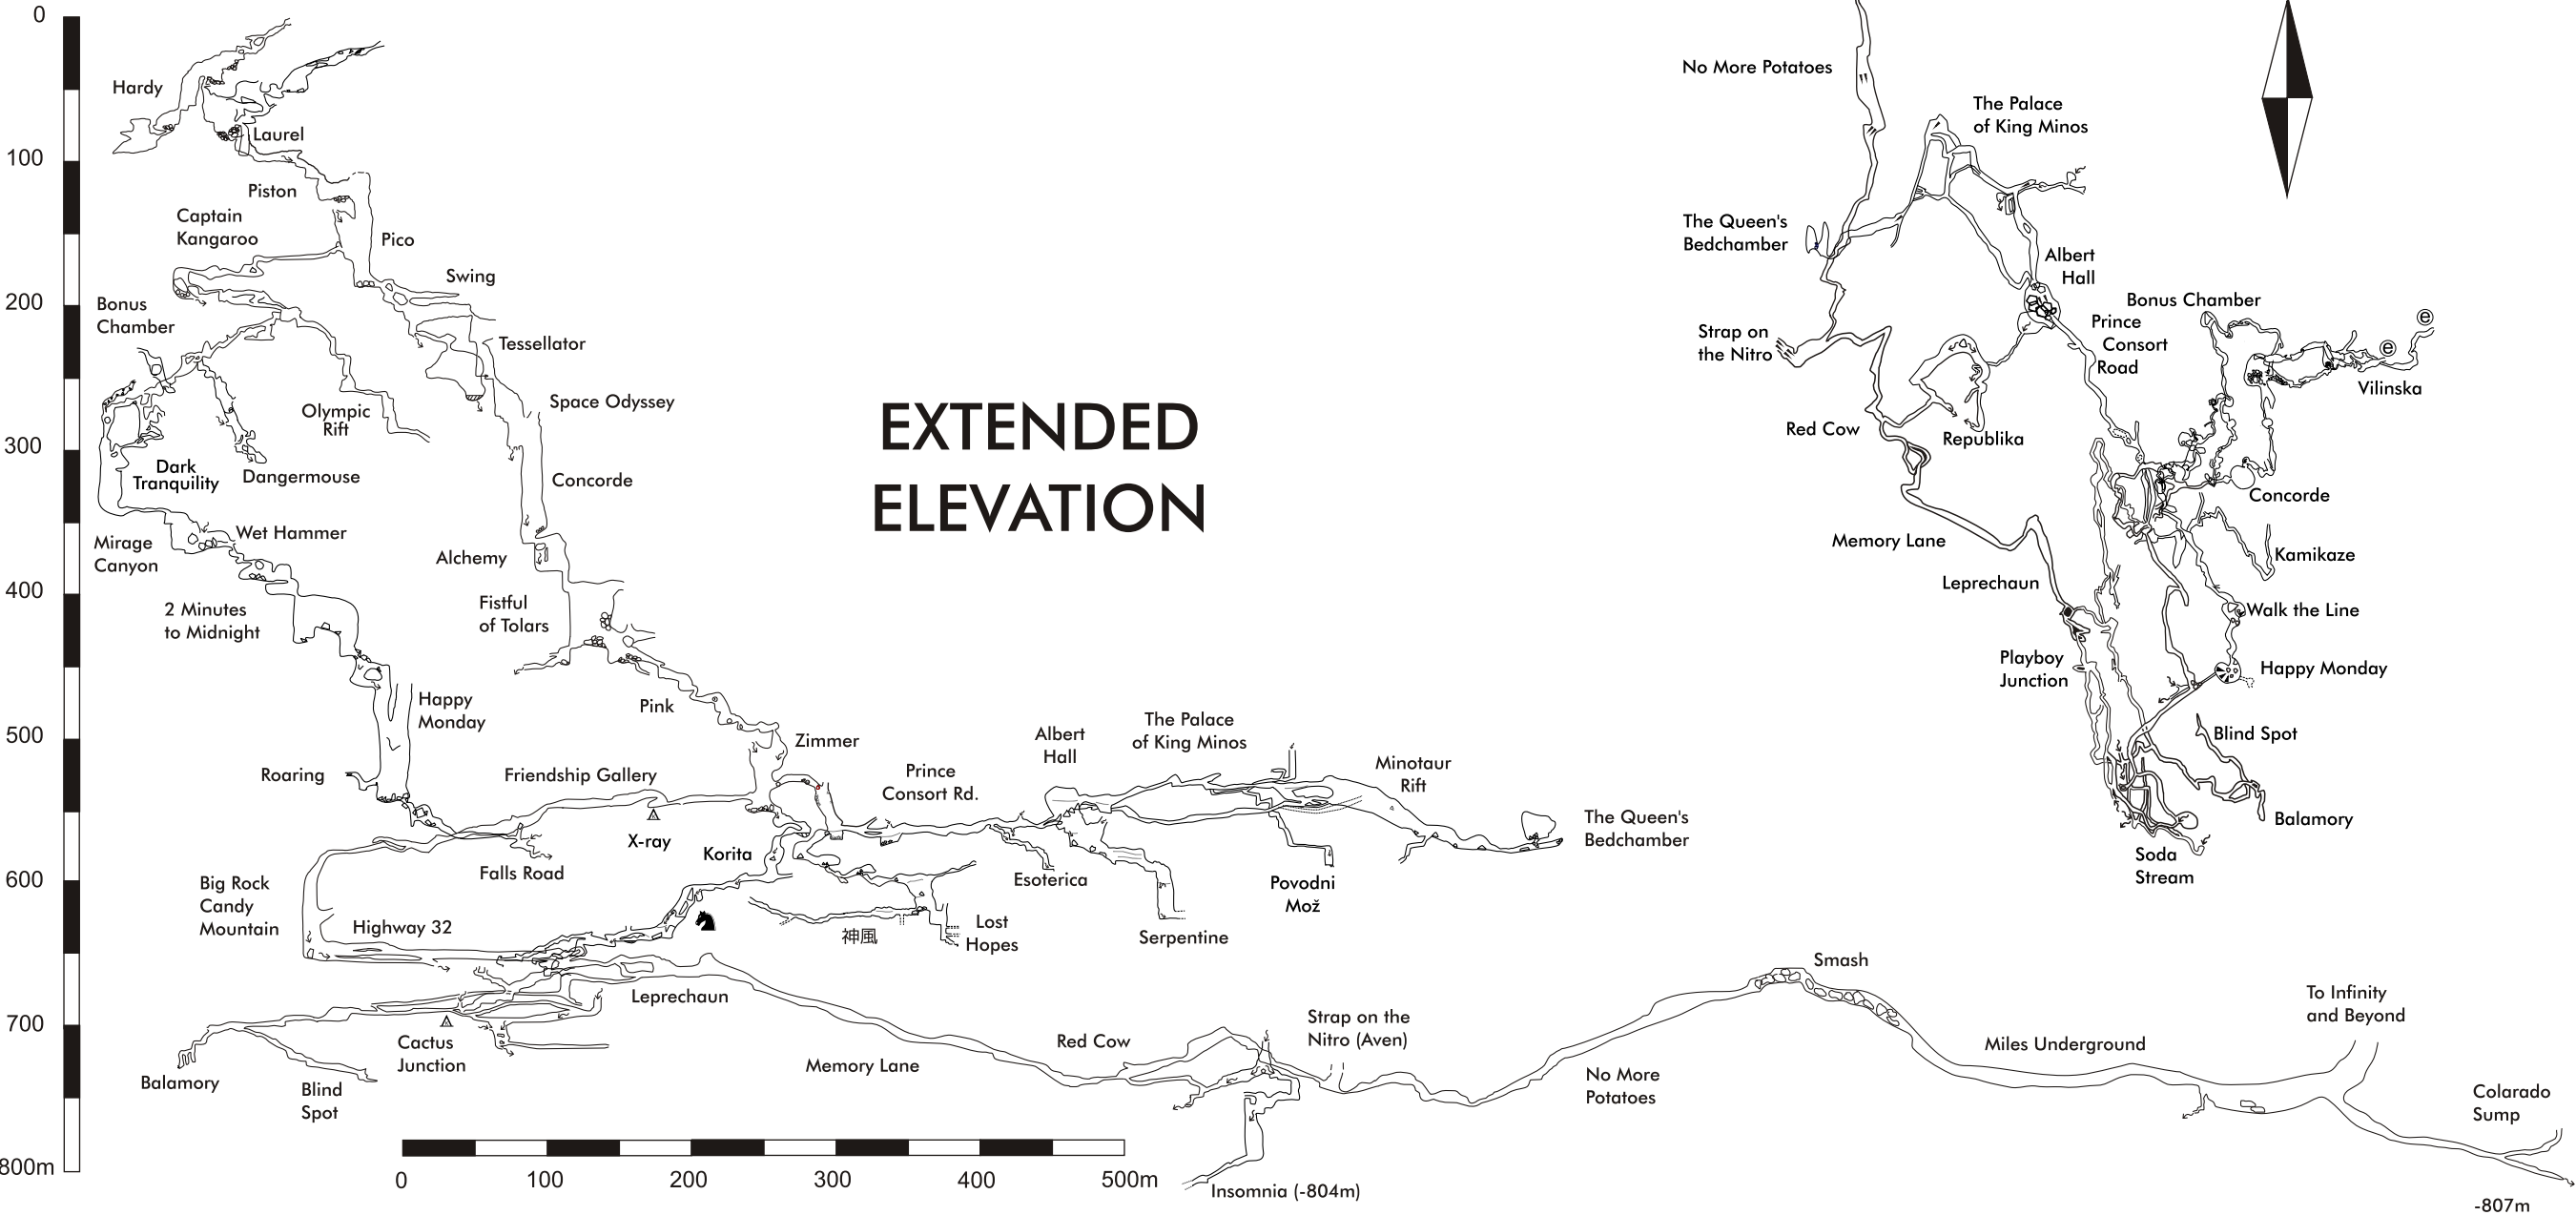 0
100
200
300
400
500
600
700
800m
Hardy
Laurel
Piston
Captain
Kangaroo
Pico
Swing
Bonus
Chamber
Tessellator
Space Odyssey
Olympic
Rift
Dark
Tranquility
Dangermouse
Concorde
Mirage
Canyon
Wet Hammer
Alchemy
2 Minutes
to Midnight
Fistful
of Tolars
Happy
Monday
Pink
Zimmer
Roaring
Friendship Gallery
X-ray
Falls Road
Korita
Big Rock
Candy
Mountain
Highway 32
Prince
Consort Rd.
Albert
Hall
The Palace
of King Minos
Minotaur
Rift
The Queen's
Bedchamber
Esoterica
Povodni
Mož
Serpentine
神風
Lost
Hopes
Leprechaun
Cactus
Junction
Balamory
Blind
Spot
Memory Lane
Red Cow
Strap on the
Nitro (Aven)
No More
Potatoes
Smash
Miles Underground
To Infinity
and Beyond
Colarado
Sump
-807m
Insomnia (-804m)
0
100
200
300
400
500m
EXTENDED
ELEVATION
No More Potatoes
The Palace
of King Minos
The Queen's
Bedchamber
Albert
Hall
Bonus Chamber
Strap on
the Nitro
Prince
Consort
Road
e
e
Vilinska
Red Cow
Republika
Concorde
Memory Lane
Kamikaze
Leprechaun
Walk the Line
Playboy
Junction
Happy Monday
Blind Spot
Balamory
Soda
Stream